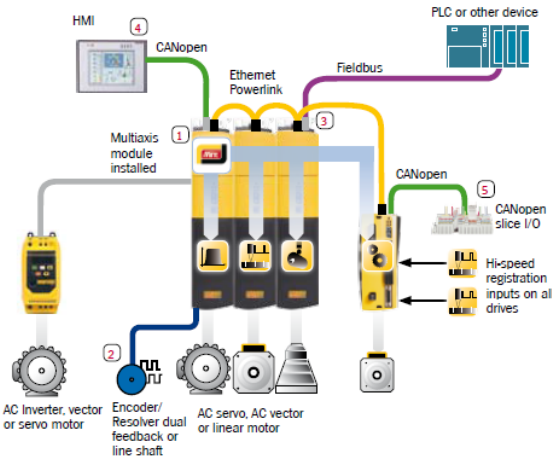 HMI
4
CANopen
PLC or other device
Ethernet
Powerlink
Fieldbus
3
1
Multiaxis
module
installed
CANopen
5
CANopen
slice I/O
Hi-speed
registration
inputs on all
drives
2
AC Inverter, vector
or servo motor
Encoder/
Resolver dual
feedback or
line shaft
AC servo, AC vector
or linear motor